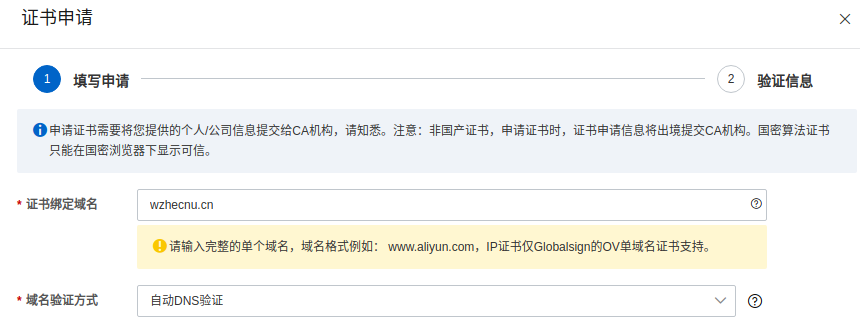 证书申请
1 填写申请 2 验证信息
申请证书需要将您提供的个人/公司信息提交给CA机构，请知悉。注意：非国产证书，申请证书时，证书申请信息将出境提交CA机构。国密算法证书
只能在国密浏览器下显示可信。
* 证书绑定域名 wzhecnu.cn
请输入完整的单个域名，域名格式例如： www.aliyun.com，IP证书仅Globalsign的OV单域名证书支持。
* 域名验证方式 自动DNS验证